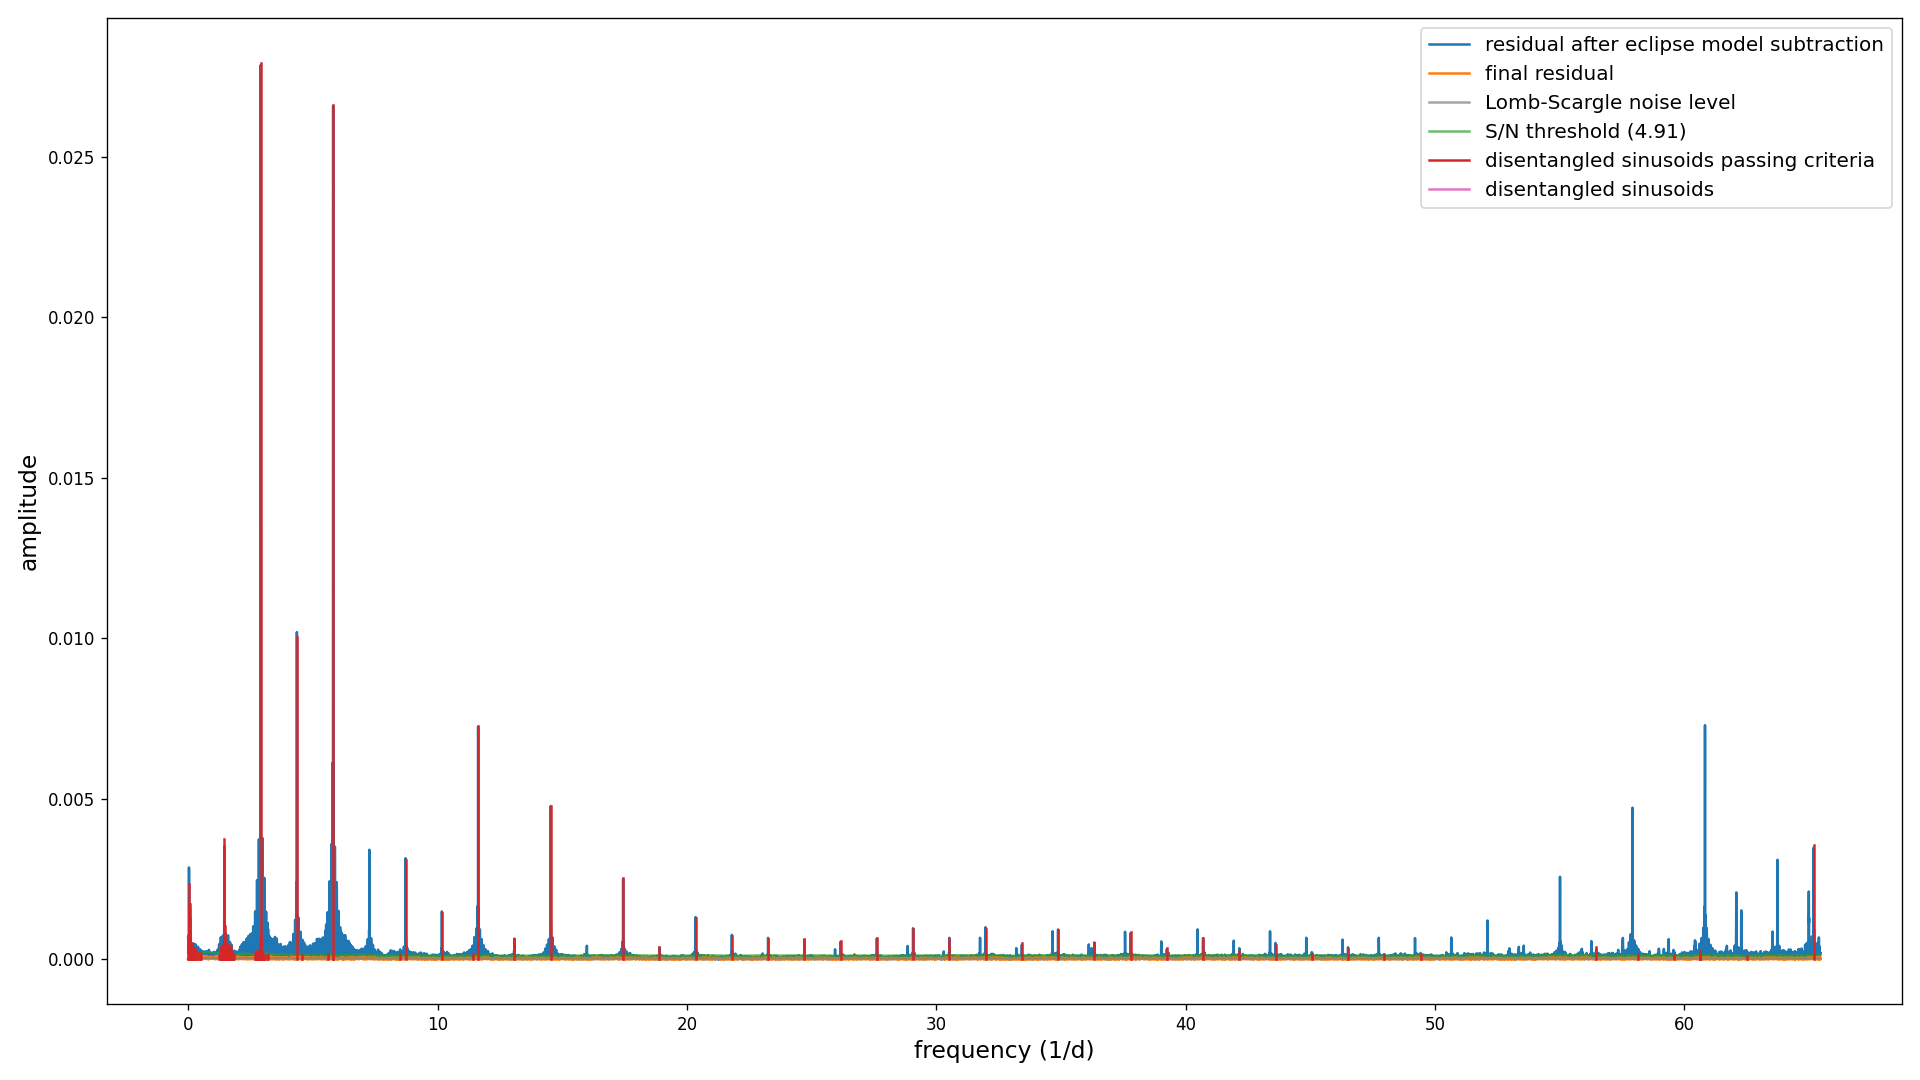 residual after eclipse model subtraction
final residual
Lomb-Scargle noise level
S/N threshold (4.91)
disentangled sinusoids passing criteria
disentangled sinusoids
amplitude
0.025
0.020
0.015
0.010
0.005
0.000
0 10 20 30 40 50 60
frequency (1/d)